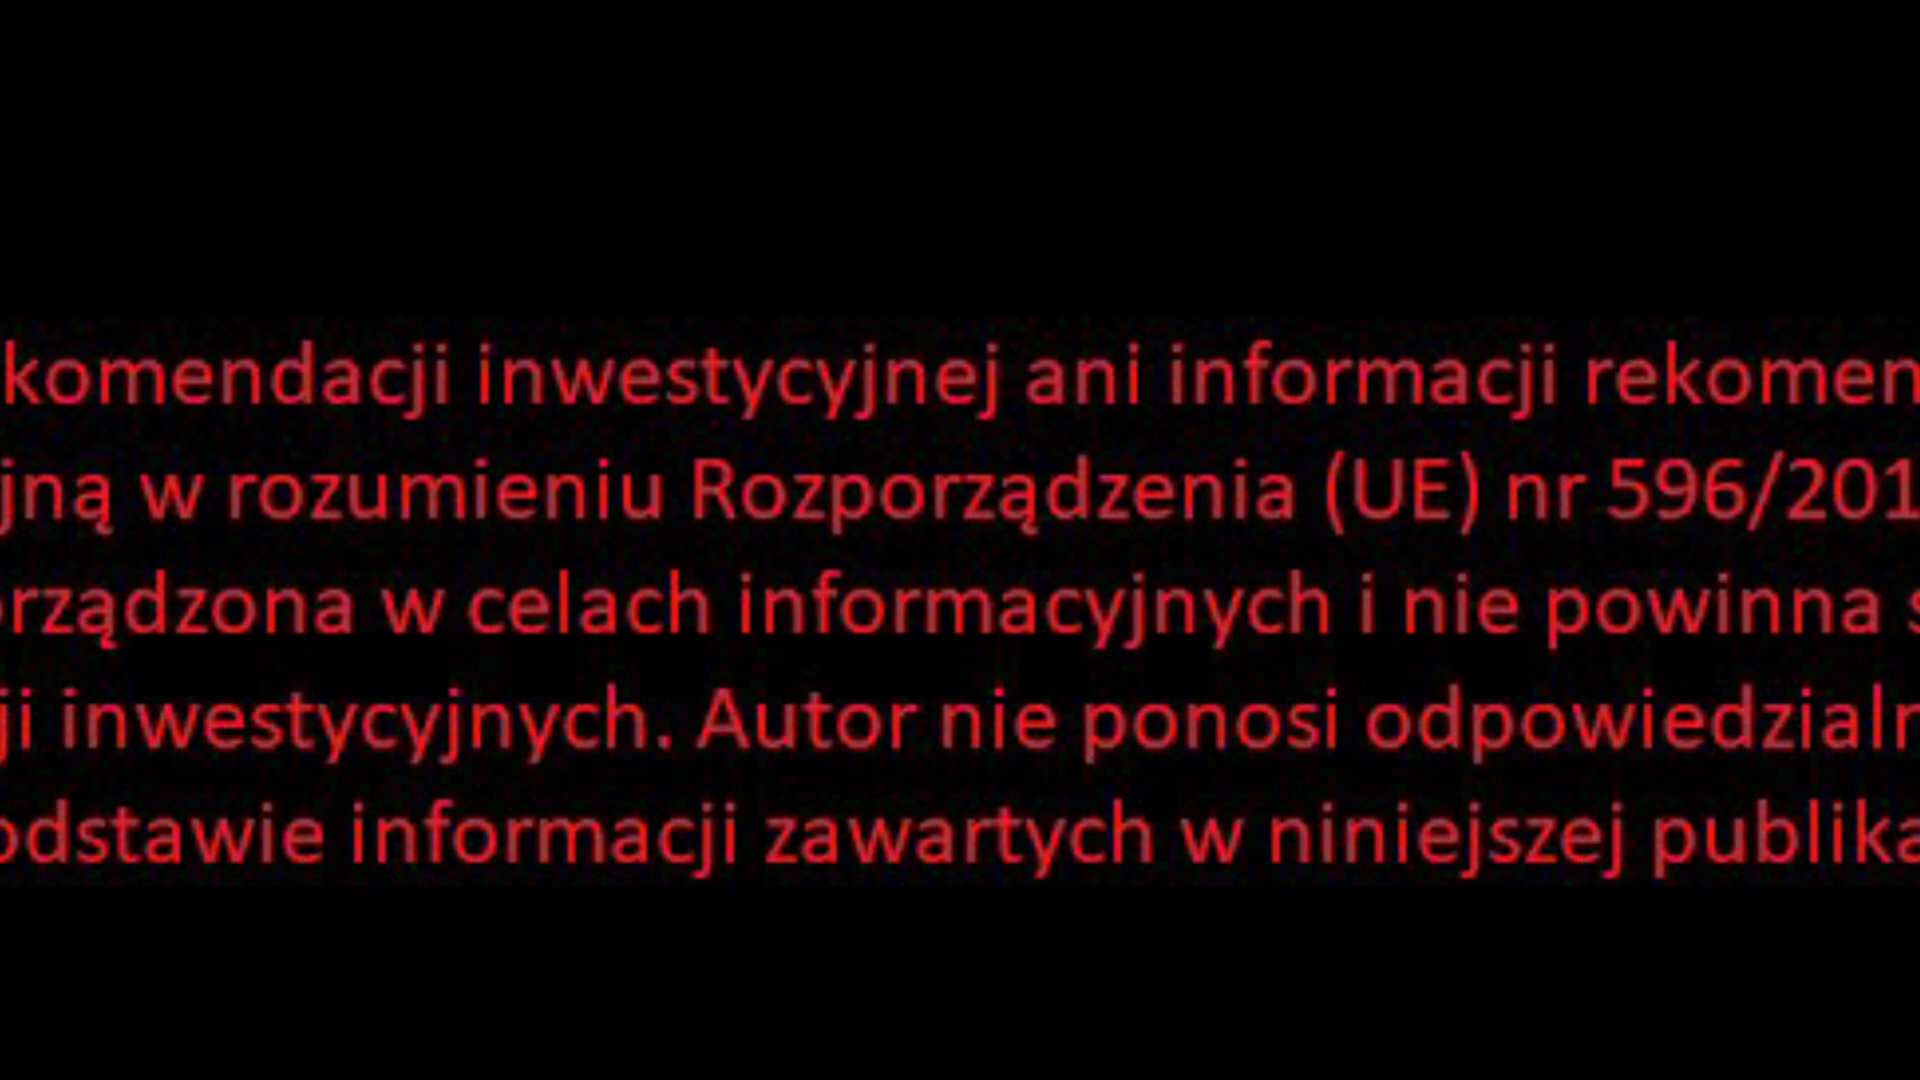 komendacji inwestycyjnej ani informacji rekomen
jną w rozumieniu Rozporządzenia (UE) nr 596/201
orządzona w celach informacyjnych i nie powinna s
ji inwestycyjnych. Autor nie ponosi odpowiedzialn
odstawie informacji zawartych w niniejszej publika